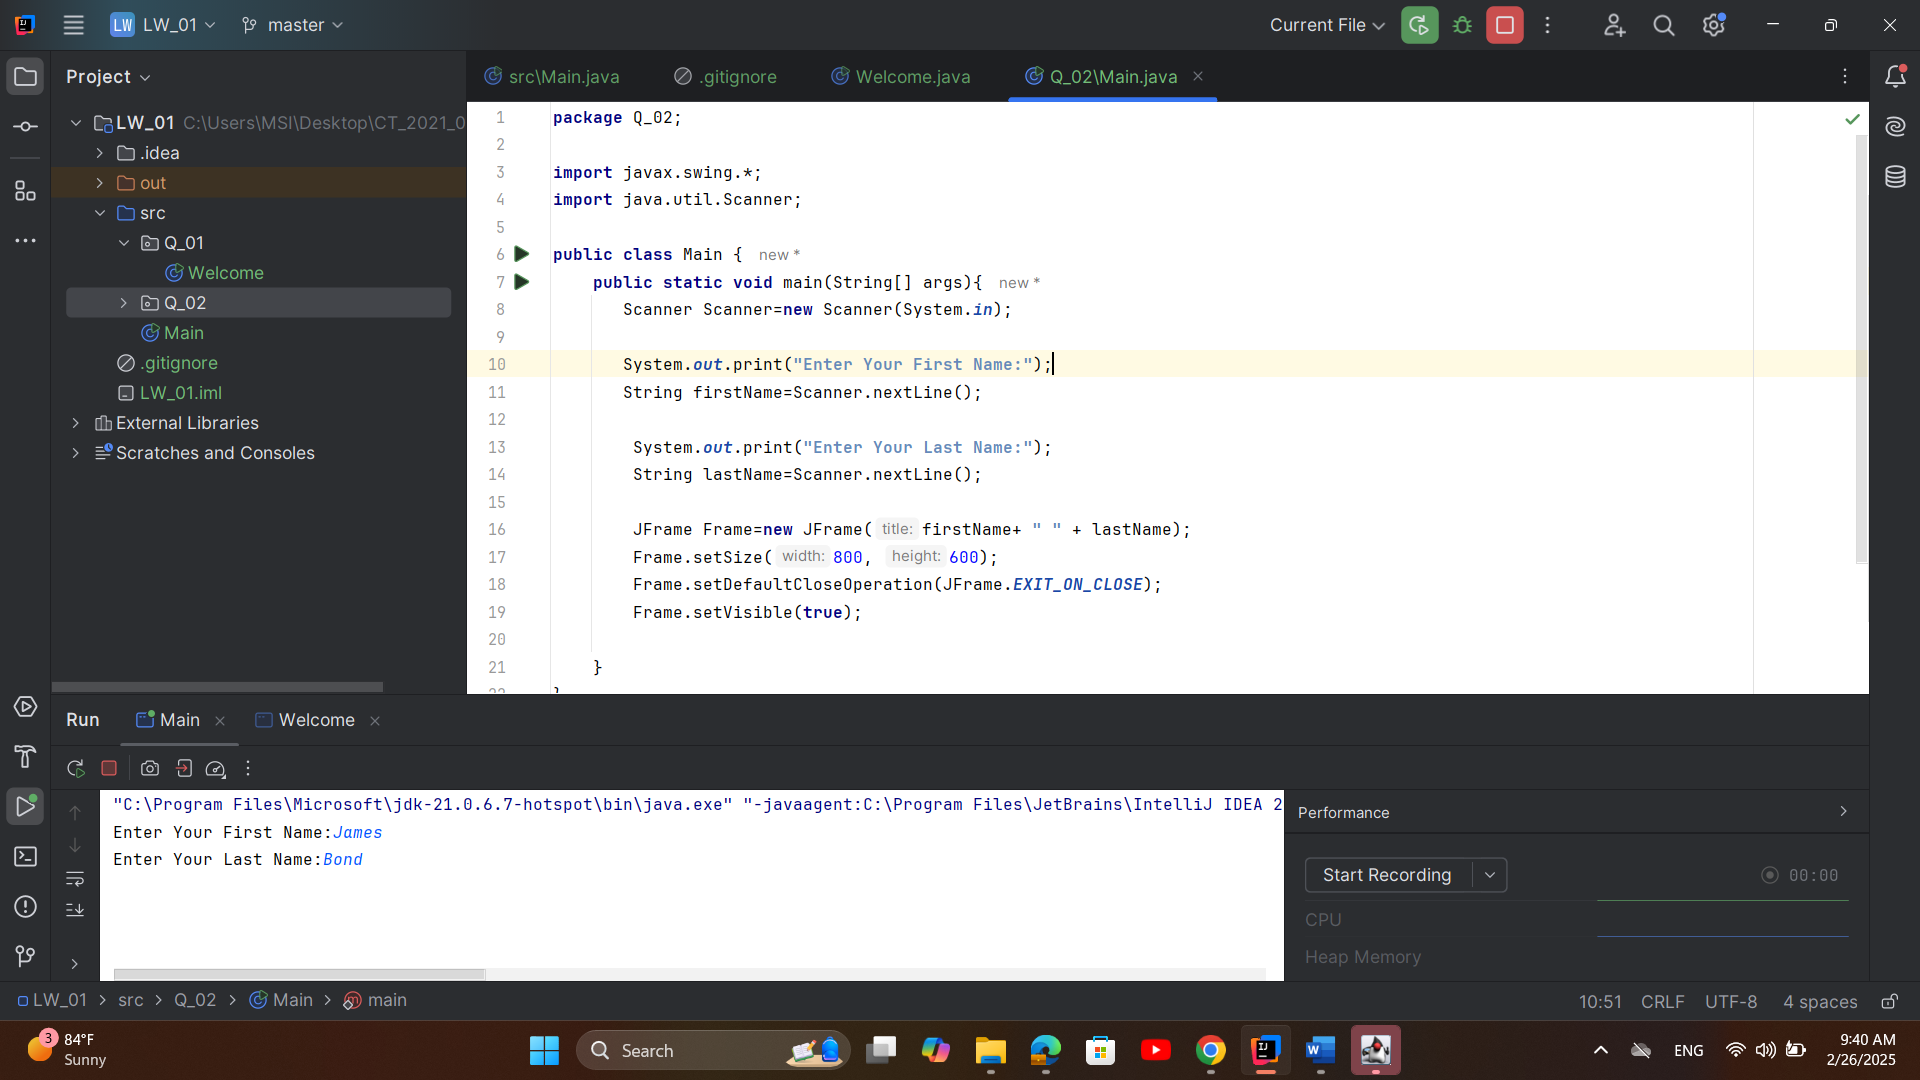 LW LW_01 master Current File
Project
src\Main.java .gitignore Welcome.java Q_02\Main.java
LW_01 C:\Users\MSI\Desktop\CT_2021_0
.idea
out
src
Q_01
Welcome
Q_02
Main
.gitignore
LW_01.iml
External Libraries
Scratches and Consoles
1 package Q_02;
2
3 import javax.swing.*;
4 import java.util.Scanner;
5
6 public class Main { new *
7 public static void main(String[] args){ new *
8 Scanner Scanner=new Scanner(System.in);
9
10 System.out.print("Enter Your First Name:");
11 String firstName=Scanner.nextLine();
12
13 System.out.print("Enter Your Last Name:");
14 String lastName=Scanner.nextLine();
15
16 JFrame Frame=new JFrame( title: firstName+ " " + lastName);
17 Frame.setSize( width: 800, height: 600);
18 Frame.setDefaultCloseOperation(JFrame.EXIT_ON_CLOSE);
19 Frame.setVisible(true);
20
21 }
Run Main Welcome
"C:\Program Files\Microsoft\jdk-21.0.6.7-hotspot\bin\java.exe" "-javaagent:C:\Program Files\JetBrains\IntelliJ IDEA 2
Enter Your First Name:James
Enter Your Last Name:Bond
Performance
Start Recording 00:00
CPU
Heap Memory
LW_01 > src > Q_02 > Main > main 10:51 CRLF UTF-8 4 spaces
3 84°F
Sunny
Search
ENG
9:40 AM
2/26/2025